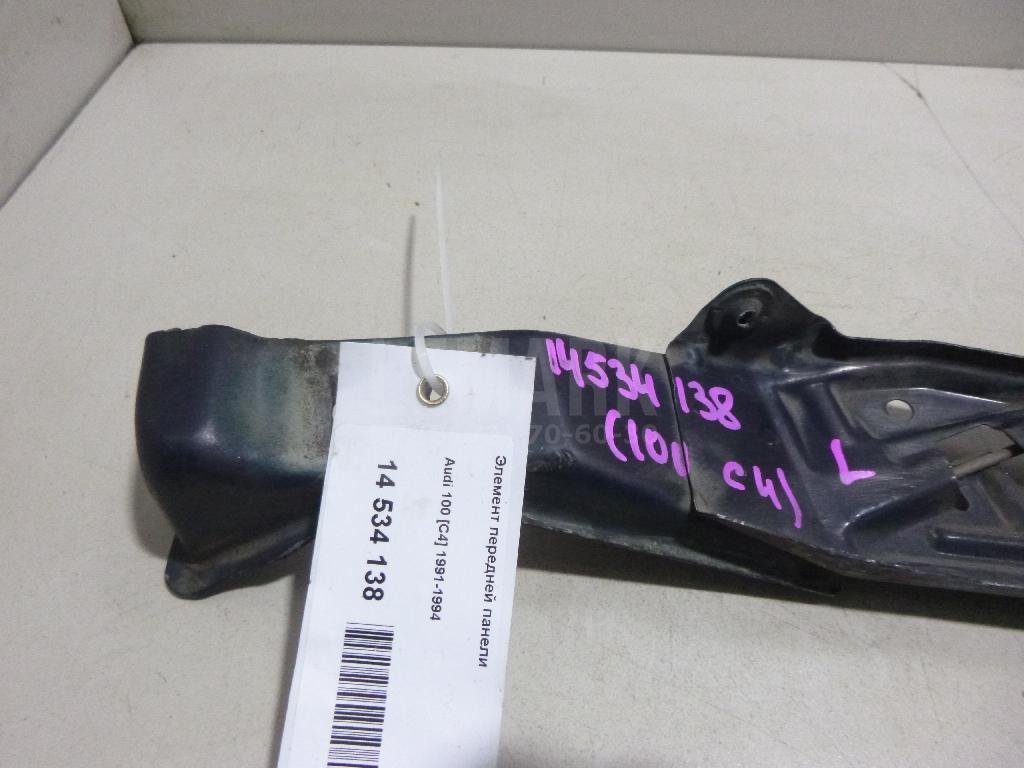 Элемент передней панели
Audi 100 [C4] 1991-1994
14 534 138
14534 138
(100 C4) L